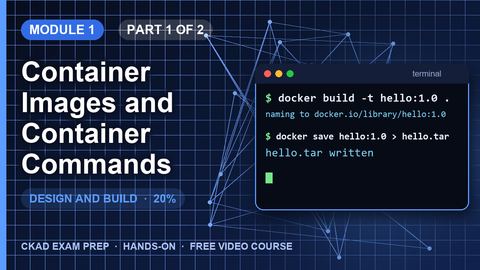 MODULE 1
PART 1 OF 2
Container
Images and
Container
Commands
DESIGN AND BUILD · 20%
CKAD EXAM PREP · HANDS-ON · FREE VIDEO COURSE
terminal
$ docker build -t hello:1.0 .
naming to docker.io/library/hello:1.0
$ docker save hello:1.0 > hello.tar
hello.tar written